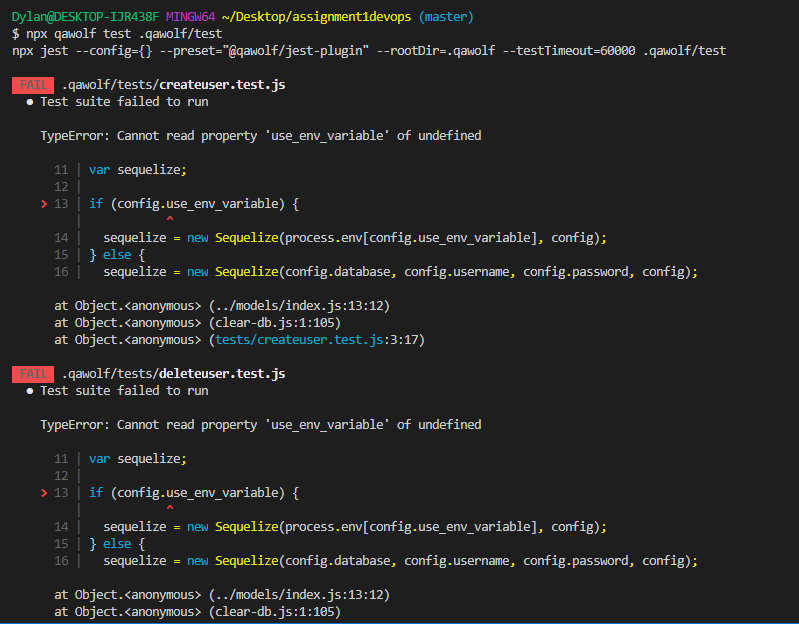 Dylan@DESKTOP-IJR438F MINGW64 ~/Desktop/assignment1devops (master)
$ npx qawolf test .qawolf/test
npx jest --config={} --preset="@qawolf/jest-plugin" --rootDir=.qawolf --testTimeout=60000 .qawolf/test
FAIL .qawolf/tests/createuser.test.js
● Test suite failed to run
TypeError: Cannot read property 'use_env_variable' of undefined
11 | var sequelize;
12 |
> 13 | if (config.use_env_variable) {
| ^
14 | sequelize = new Sequelize(process.env[config.use_env_variable], config);
15 | } else {
16 | sequelize = new Sequelize(config.database, config.username, config.password, config);
at Object.<anonymous> (../models/index.js:13:12)
at Object.<anonymous> (clear-db.js:1:105)
at Object.<anonymous> (tests/createuser.test.js:3:17)
FAIL .qawolf/tests/deleteuser.test.js
● Test suite failed to run
TypeError: Cannot read property 'use_env_variable' of undefined
11 | var sequelize;
12 |
> 13 | if (config.use_env_variable) {
| ^
14 | sequelize = new Sequelize(process.env[config.use_env_variable], config);
15 | } else {
16 | sequelize = new Sequelize(config.database, config.username, config.password, config);
at Object.<anonymous> (../models/index.js:13:12)
at Object.<anonymous> (clear-db.js:1:105)